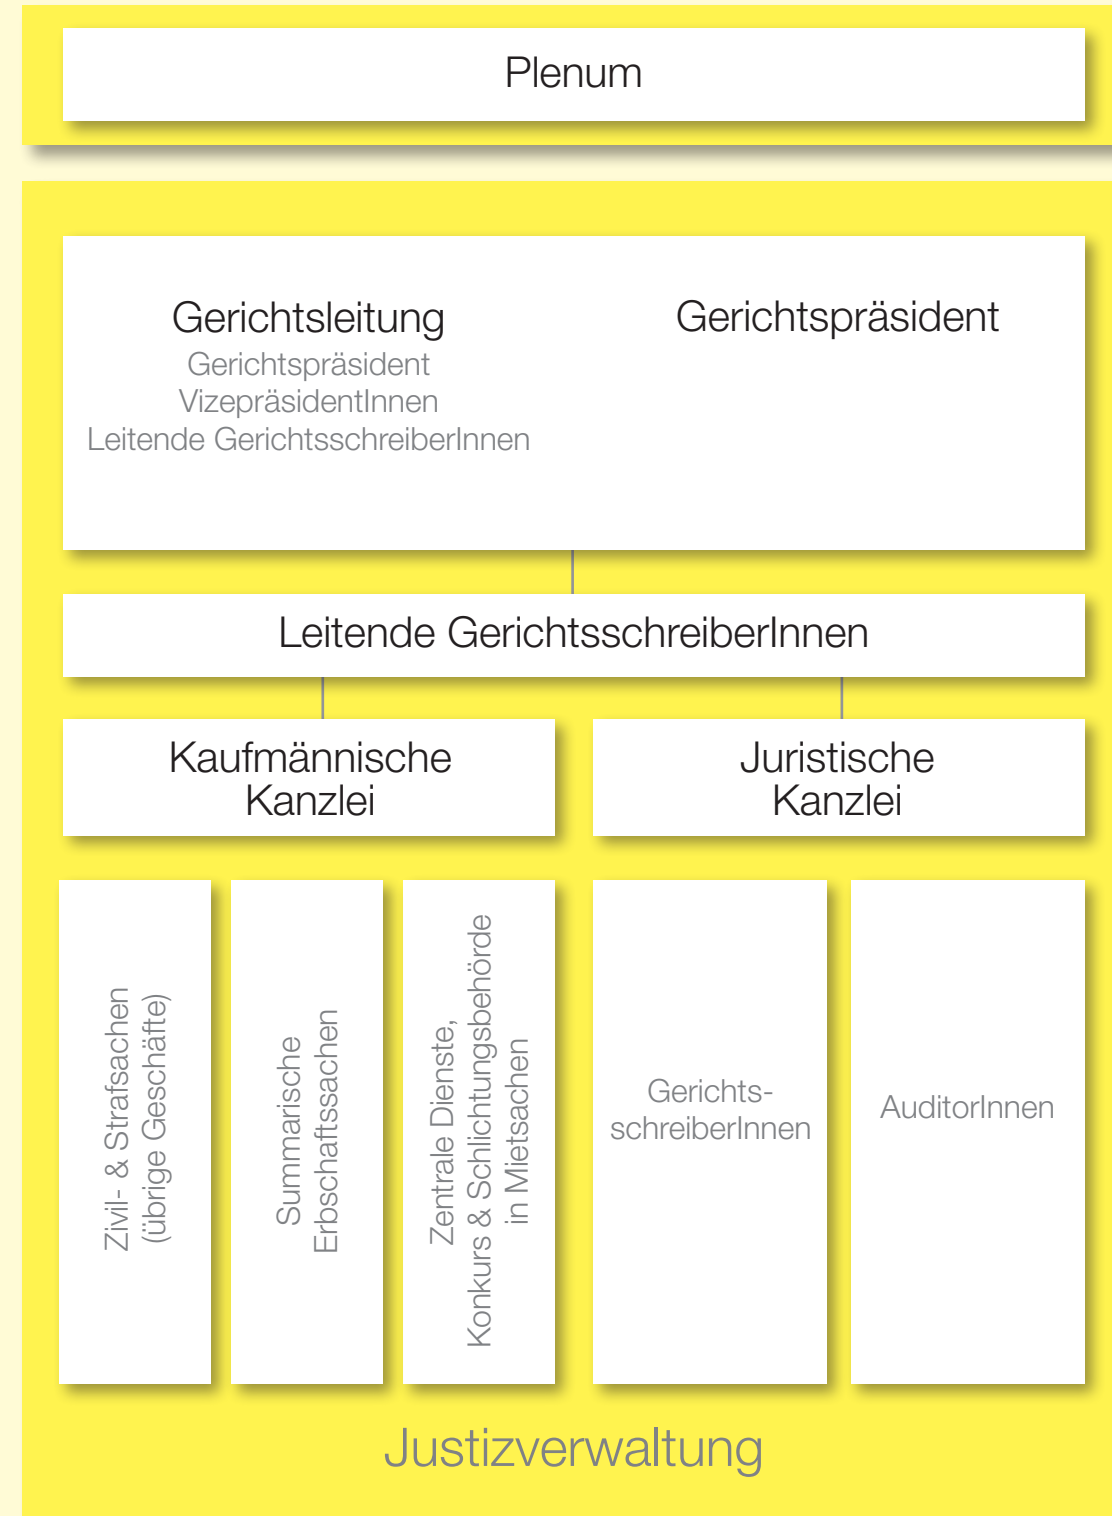 Plenum
Gerichtsleitung
Gerichtspräsident
VizepräsidentInnen
Leitende GerichtsschreiberInnen
Gerichtspräsident
Leitende GerichtsschreiberInnen
Kaufmännische
Kanzlei
Juristische
Kanzlei
Zivil- & Strafsachen
(übrige Geschäfte)
Summarische
Erbschaftssachen
Zentrale Dienste,
Konkurs & Schlichtungsbehörde
in Mietsachen
Gerichts-
schreiberInnen
AuditorInnen
Justizverwaltung